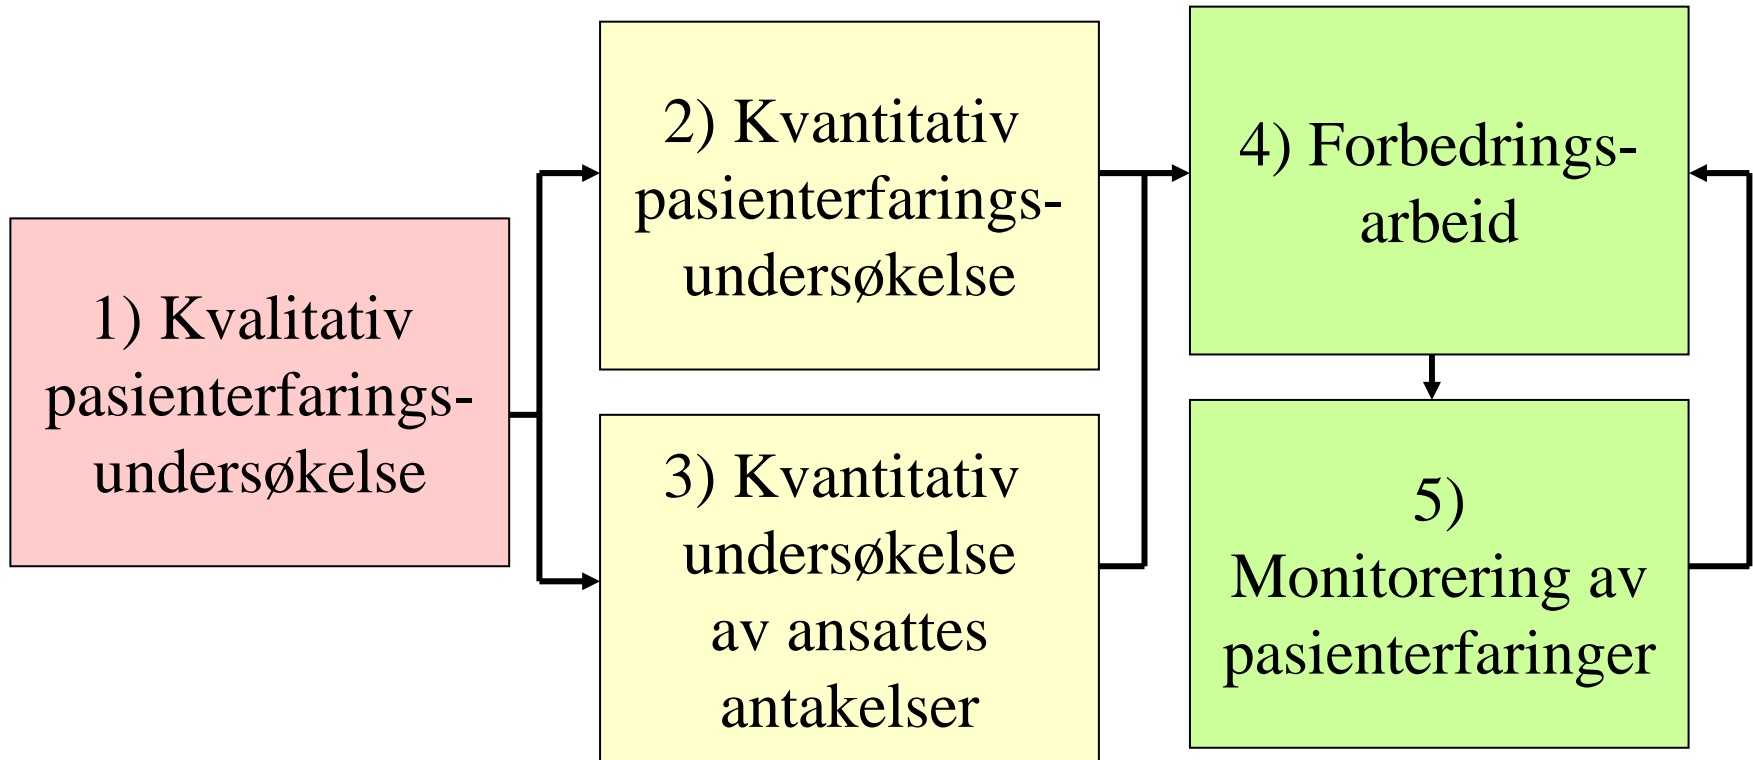 1) Kvalitativ
pasienterfarings-
undersøkelse
2) Kvantitativ
pasienterfarings-
undersøkelse
3) Kvantitativ
undersøkelse
av ansattes
antakelser
4) Forbedrings-
arbeid
5)
Monitorering av
pasienterfaringer